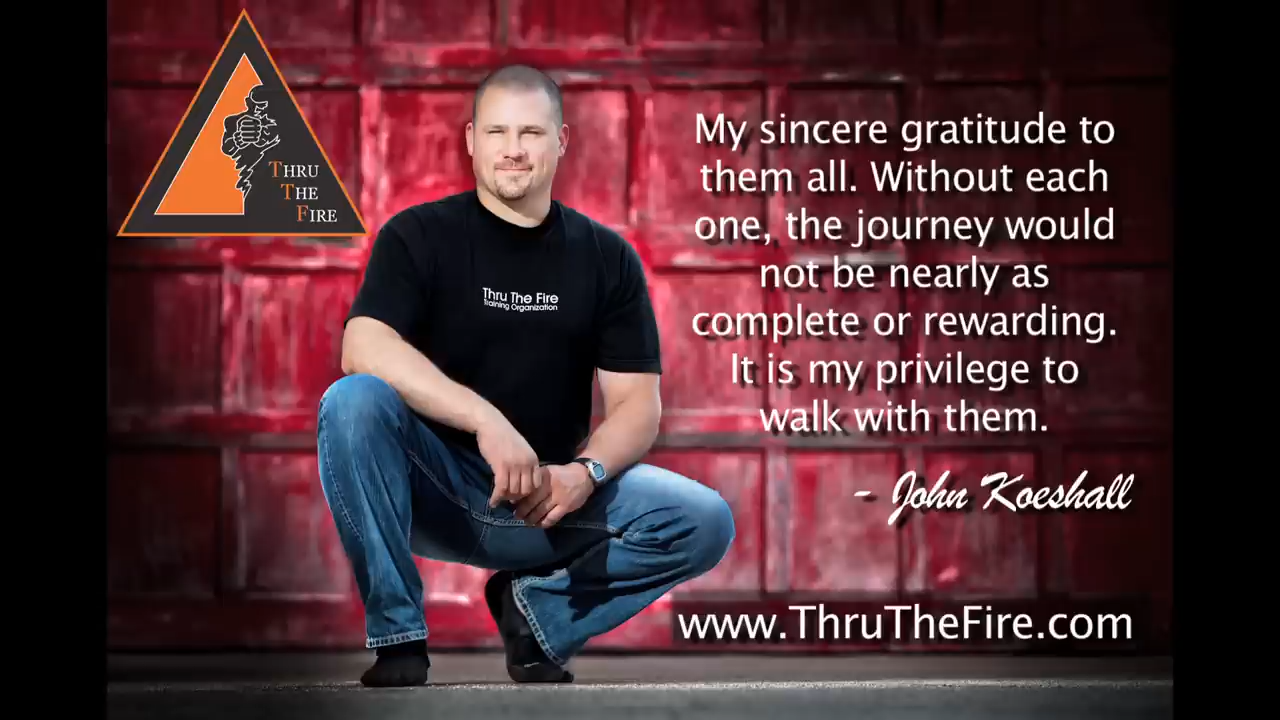 THRU
THE
FIRE
Thru The Fire
Training Organization
My sincere gratitude to
them all. Without each
one, the journey would
not be nearly as
complete or rewarding.
It is my privilege to
walk with them.
- John Koeshall
www.ThruTheFire.com